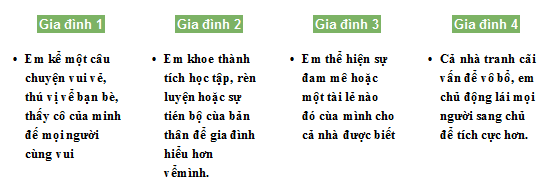 Gia đình 1
• Em kể một câu
chuyện vui vẻ,
thú vị về bạn bè,
thầy cô của mình
để mọi người
cùng vui
Gia đình 2
• Em khoe thành
tích học tập, rèn
luyện hoặc sự
tiến bộ của bản
thân để gia đình
hiểu hơn
vềmình.
Gia đình 3
• Em thể hiện sự
đam mê hoặc
một tài lẻ nào
đó của mình cho
cả nhà được biết
Gia đình 4
• Cả nhà tranh cãi
vấn để vô bổ, em
chủ động lái mọi
người sang chủ
để tích cực hơn.